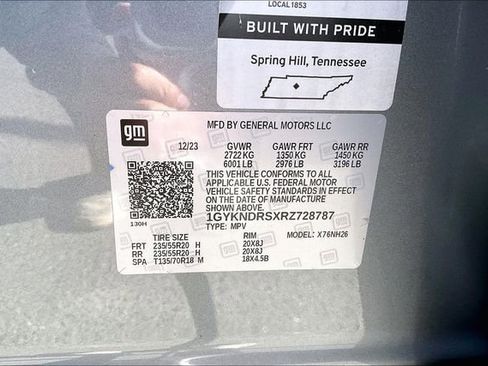 LOCAL 1853
BUILT WITH PRIDE
Spring Hill, Tennessee
gm
MFD BY GENERAL MOTORS LLC
12/23 GVWR GAWR FRT GAWR RR
2722 KG 1350 KG 1450 KG
6001 LB 2976 LB 3196 LB
THIS VEHICLE CONFORMS TO ALL
APPLICABLE U.S. FEDERAL MOTOR
VEHICLE SAFETY STANDARDS IN EFFECT
ON THE DATE OF MANUFACTURE SHOWN ABOVE.
1GYKNDRSXRZ728787
130H TYPE: MPV MODEL: X76NH26
TIRE SIZE RIM
FRT 235/55R20 H 20X8J
RR 235/55R20 H 20X8J
SPA T135/70R18 M 18X4.5B